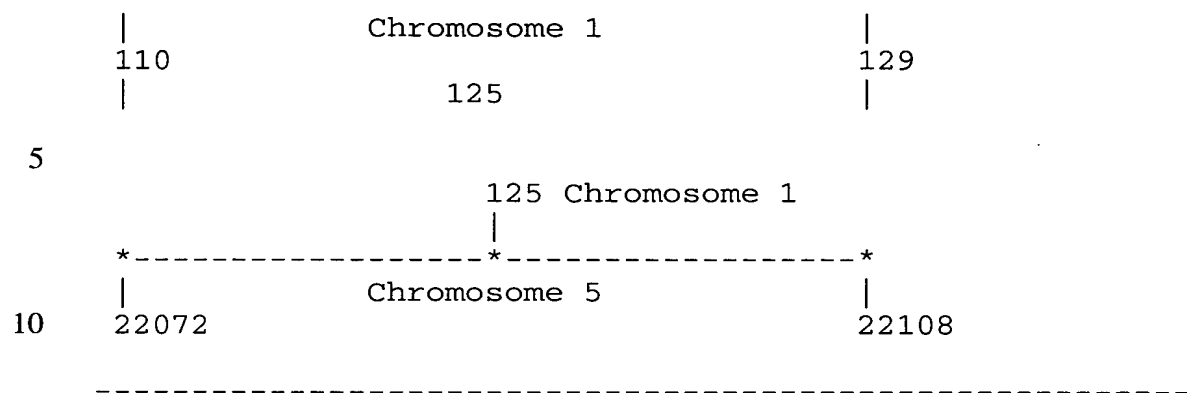 |              Chromosome 1              |
110                                      129
|                  125                   |
5
125 Chromosome 1
|
*------------------*------------------*
|              Chromosome 5              |
10 22072                                      22108
--------------------------------------------------------